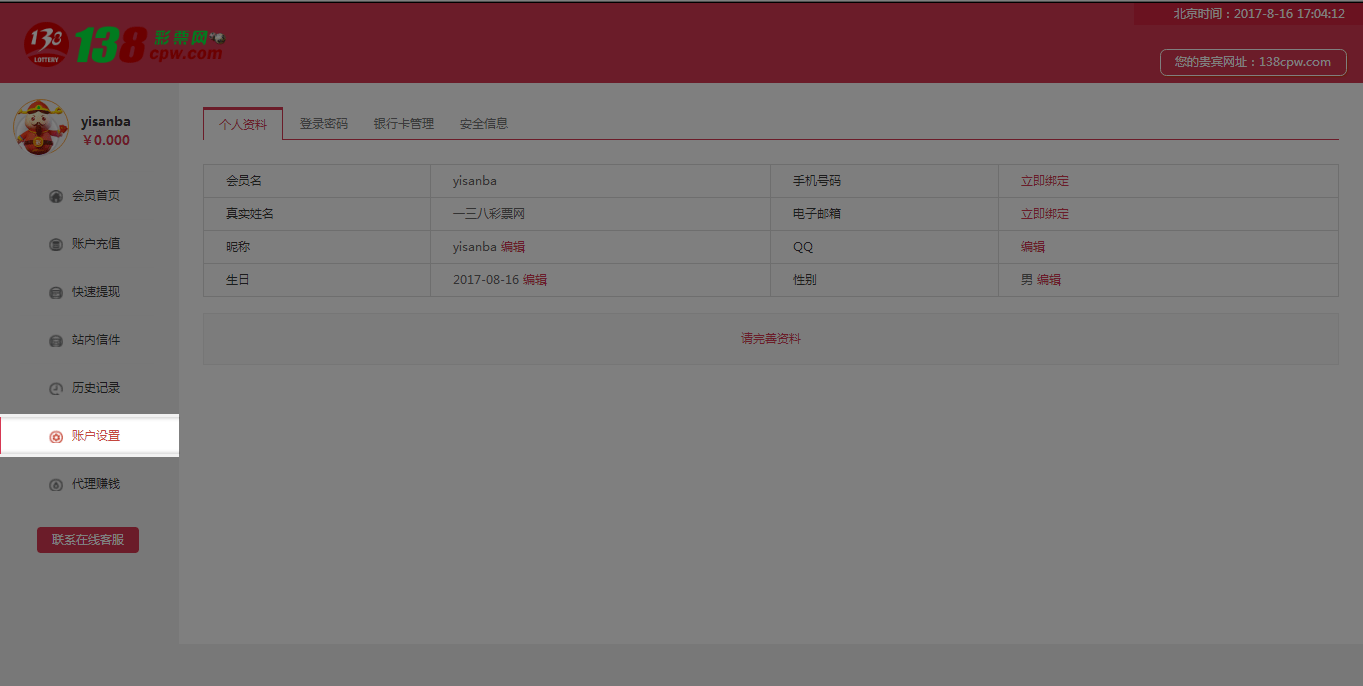 北京时间：2017-8-16 17:04:12
138 LOTTERY
138 彩票网
cpw.com
您的贵宾网址：138cpw.com
yisanba
￥0.000
会员首页
账户充值
快速提现
站内信件
历史记录
账户设置
代理赚钱
联系在线客服
个人资料 登录密码 银行卡管理 安全信息
会员名 yisanba 手机号码 立即绑定
真实姓名 一三八彩票网 电子邮箱 立即绑定
昵称 yisanba 编辑 QQ 编辑
生日 2017-08-16 编辑 性别 男 编辑
请完善资料